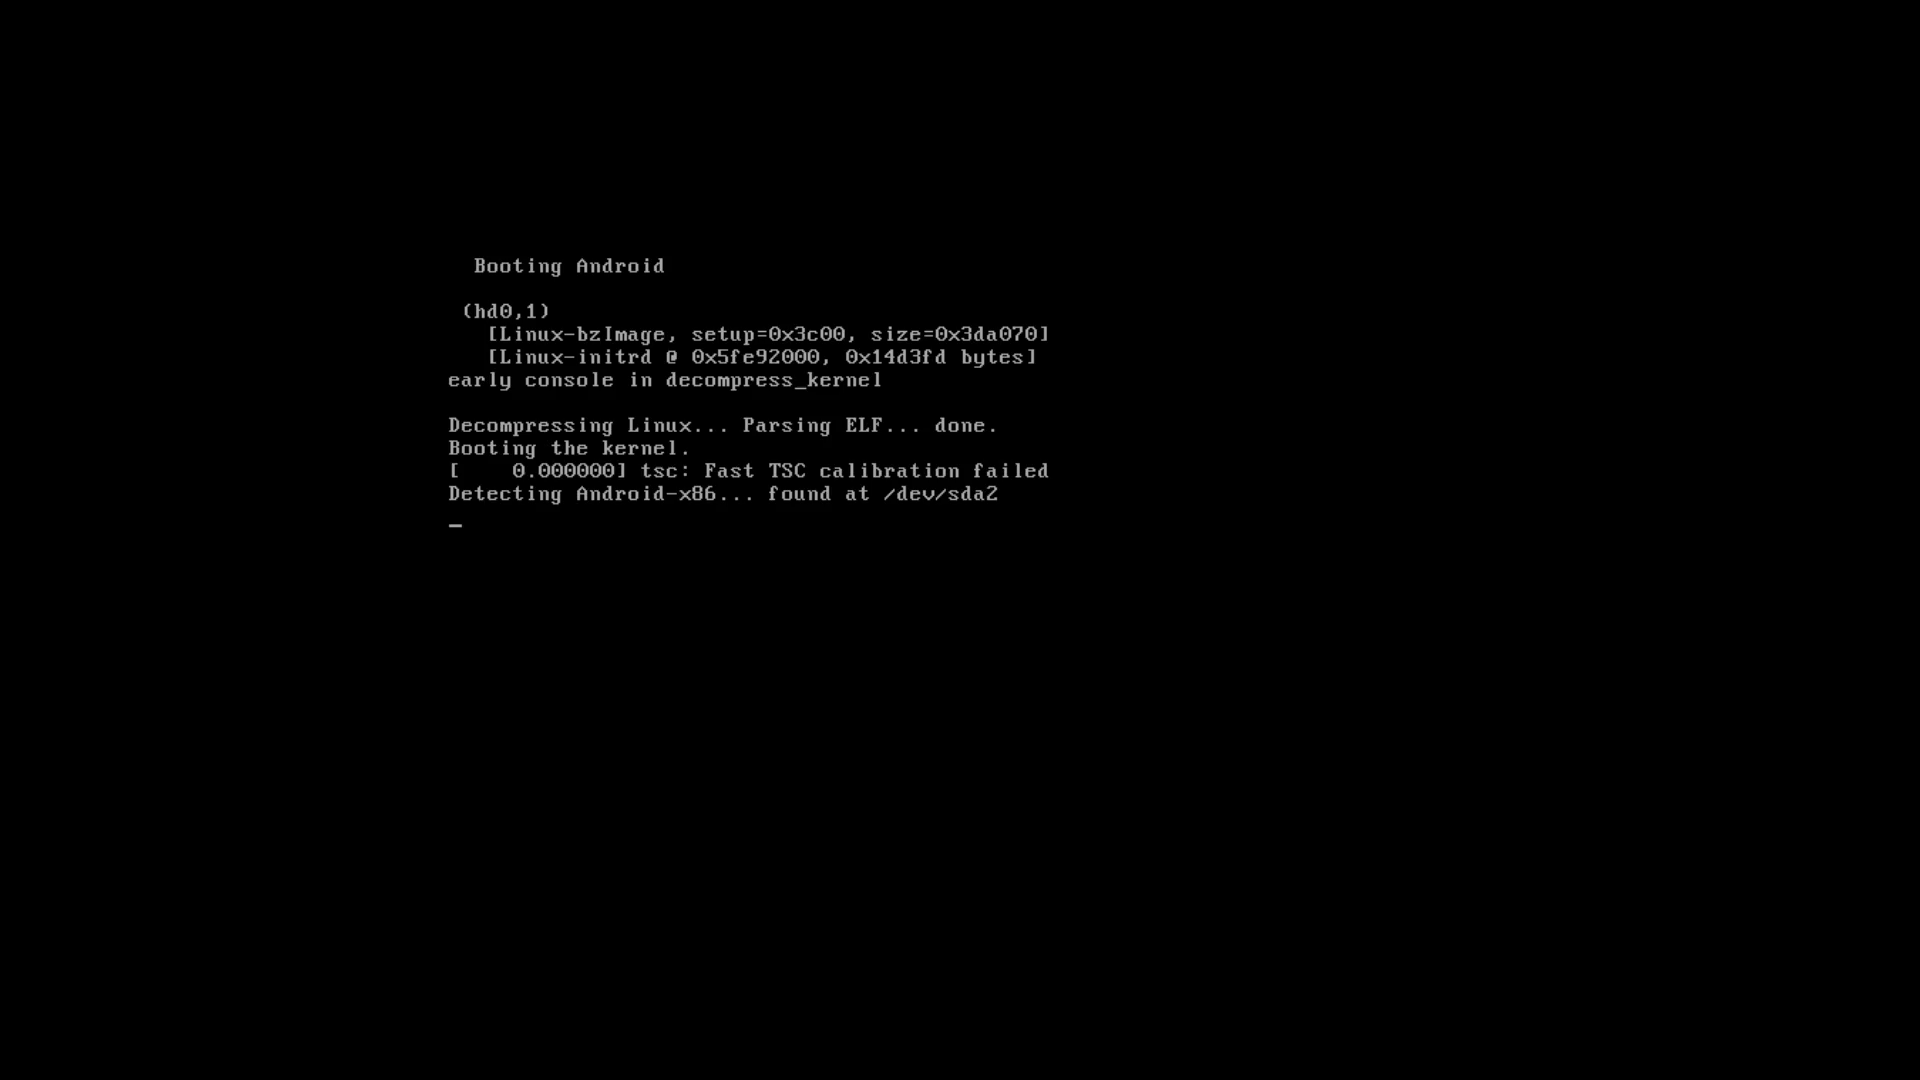 Booting Android
(hd0,1)
[Linux-bzImage, setup=0x3c00, size=0x3da070]
[Linux-initrd @ 0x5fe92000, 0x14d3fd bytes]
early console in decompress_kernel
Decompressing Linux... Parsing ELF... done.
Booting the kernel.
[    0.000000] tsc: Fast TSC calibration failed
Detecting Android-x86... found at /dev/sda2
_